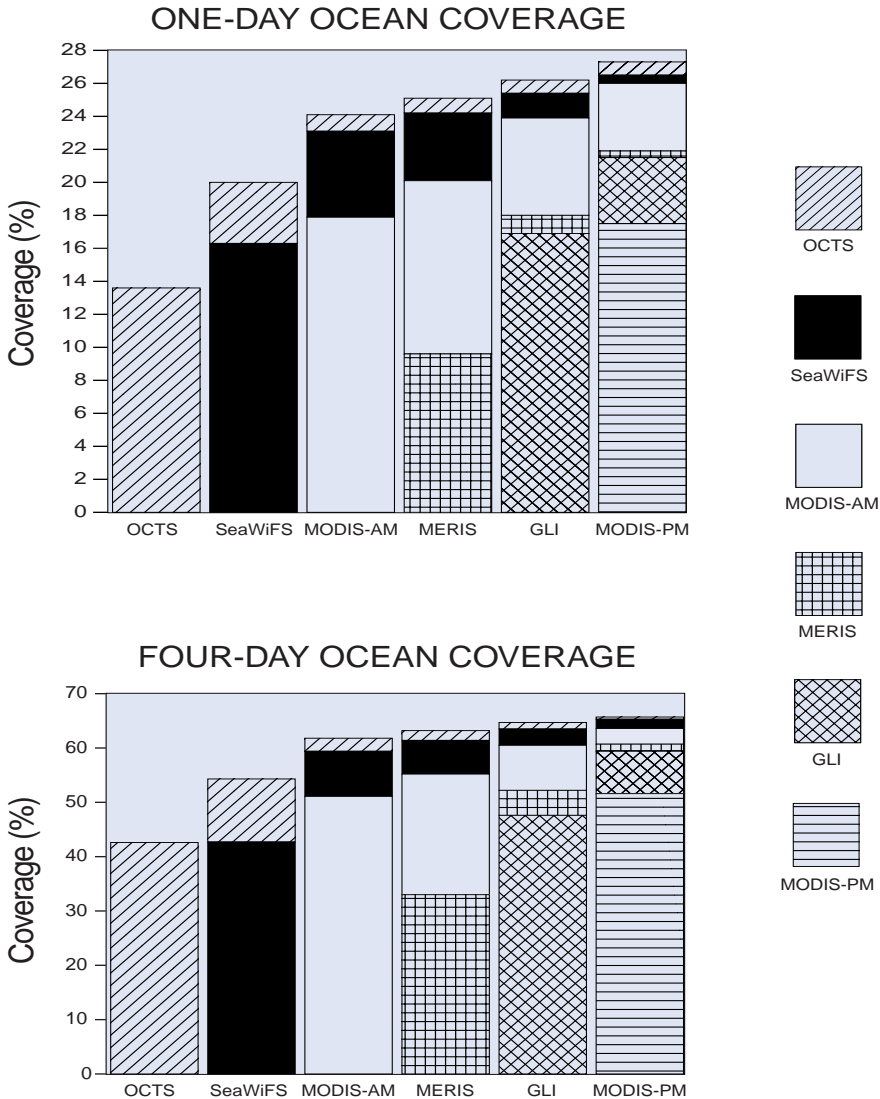 ONE-DAY OCEAN COVERAGE
Coverage (%)
28
26
24
22
20
18
16
14
12
10
8
6
4
2
0
OCTS SeaWiFS MODIS-AM MERIS GLI MODIS-PM
FOUR-DAY OCEAN COVERAGE
Coverage (%)
70
60
50
40
30
20
10
0
OCTS SeaWiFS MODIS-AM MERIS GLI MODIS-PM
OCTS
SeaWiFS
MODIS-AM
MERIS
GLI
MODIS-PM